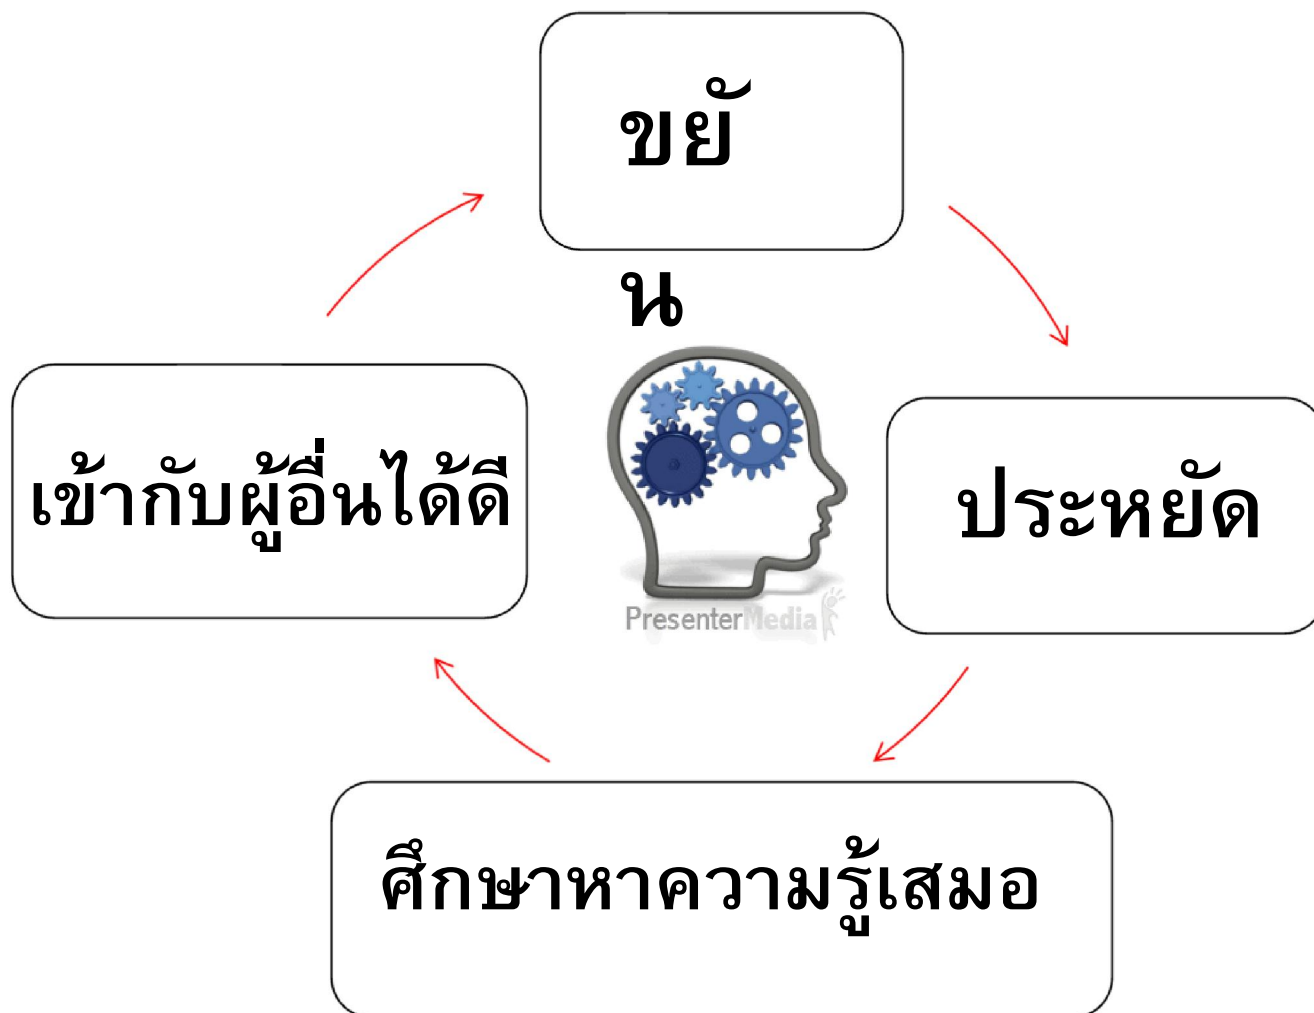 ขยั
น
เข้ากับผู้อื่นได้ดี
ประหยัด
PresenterMedia
ศึกษาหาความรู้เสมอ